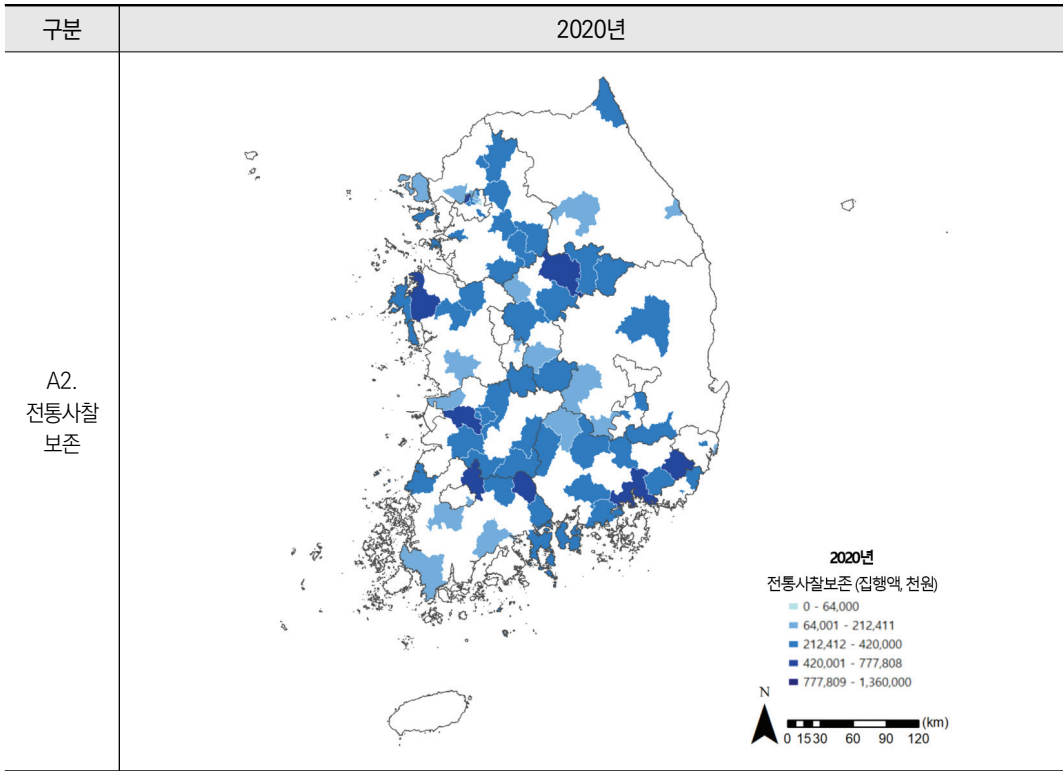 구분
2020년
A2.
전통사찰
보존
2020년
전통사찰보존 (집행액, 천원)
0 - 64,000
64,001 - 212,411
212,412 - 420,000
420,001 - 777,808
777,809 - 1,360,000
N
(km)
0 15 30 60 90 120